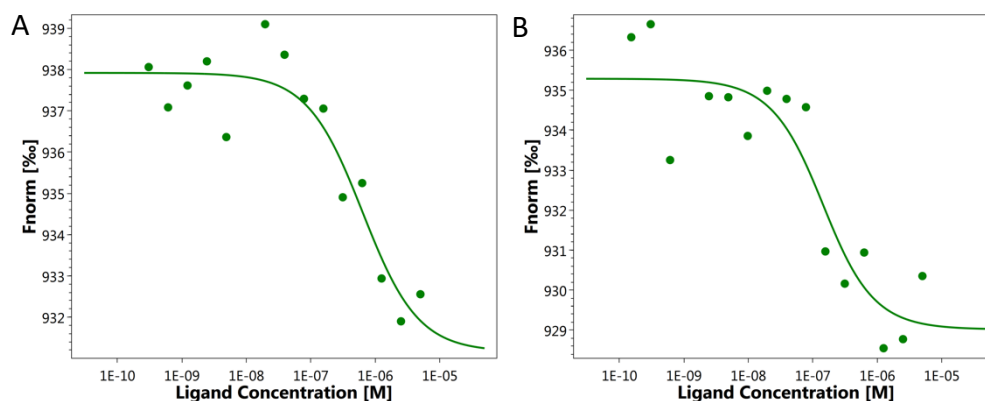 A
Fnorm [‰]
939
938
937
936
935
934
933
932
1E-10 1E-09 1E-08 1E-07 1E-06 1E-05
Ligand Concentration [M]
B
Fnorm [‰]
936
935
934
932
931
930
929
1E-10 1E-09 1E-08 1E-07 1E-06 1E-05
Ligand Concentration [M]